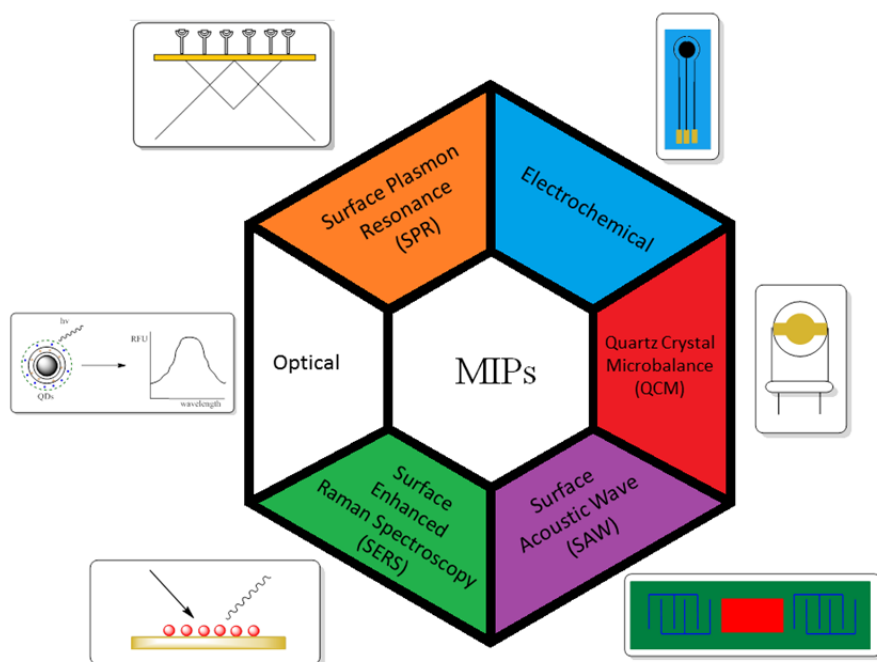 Surface Plasmon
Resonance
(SPR)
Electrochemical
hv
RFU
QDs
wavelength
Optical
MIPs
Quartz Crystal
Microbalance
(QCM)
Surface
Enhanced
Raman Spectroscopy
(SERS)
Surface
Acoustic Wave
(SAW)